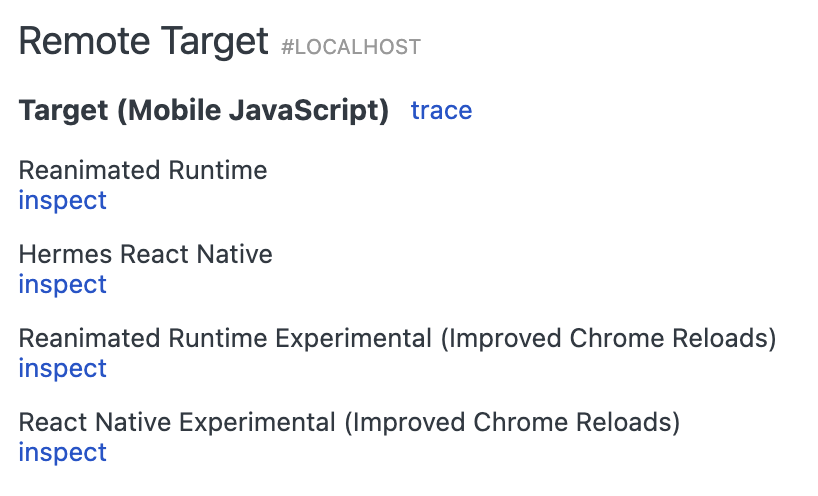 Remote Target #LOCALHOST
Target (Mobile JavaScript) trace
Reanimated Runtime
inspect
Hermes React Native
inspect
Reanimated Runtime Experimental (Improved Chrome Reloads)
inspect
React Native Experimental (Improved Chrome Reloads)
inspect